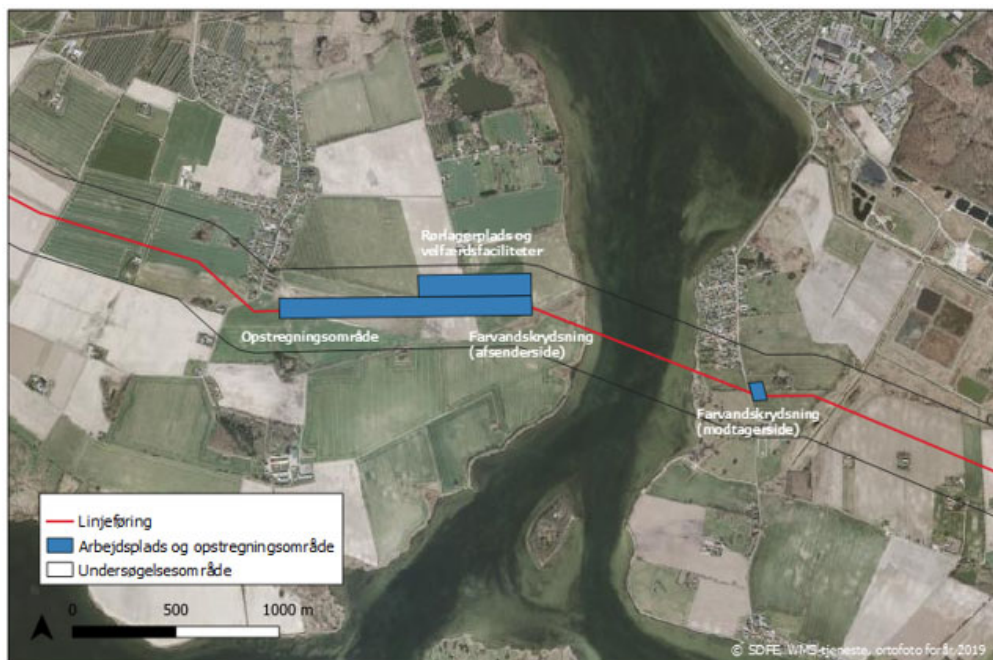 Rørlagerplads og
velfærdsfaciliteter
Opstregningsområde
Farvandskrydsning
(afsenderside)
Farvandskrydsning
(modtagerside)
Linjeføring
Arbejdsplads og opstregningsområde
Undersøgelsesområde
0 500 1000 m
© SDFE, WMS-tjeneste, ortofoto forår 2019